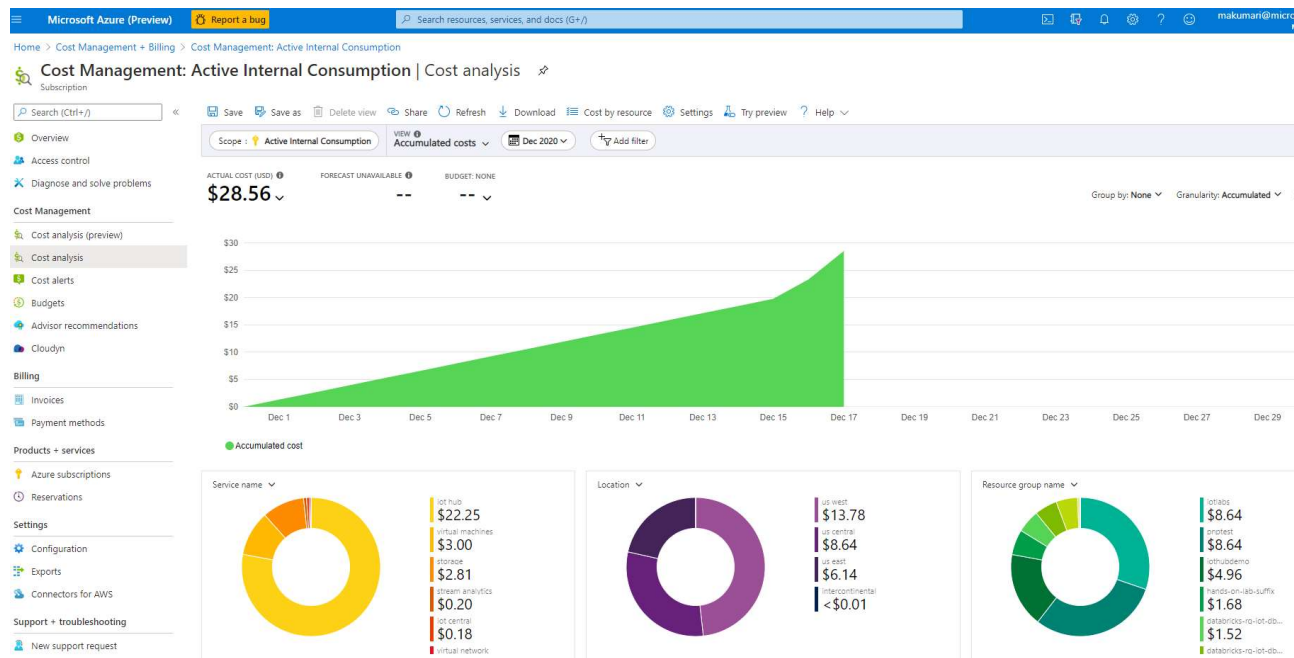 Microsoft Azure (Preview)
Report a bug
Search resources, services, and docs (G+/)
makumari@micro
Home > Cost Management + Billing > Cost Management: Active Internal Consumption
Cost Management: Active Internal Consumption | Cost analysis
Subscription
Search (Ctrl+/)
«
Save
Save as
Delete view
Share
Refresh
Download
Cost by resource
Settings
Try preview
? Help
Overview
Access control
Diagnose and solve problems
Cost Management
Cost analysis (preview)
Cost analysis
Cost alerts
Budgets
Advisor recommendations
Cloudyn
Billing
Invoices
Payment methods
Products + services
Azure subscriptions
Reservations
Settings
Configuration
Exports
Connectors for AWS
Support + troubleshooting
New support request
Scope : Active Internal Consumption
VIEW
Accumulated costs
Dec 2020
Add filter
ACTUAL COST (USD)
$28.56
FORECAST UNAVAILABLE
--
BUDGET: NONE
--
Group by: None
Granularity: Accumulated
$30
$25
$20
$15
$10
$5
$0
Dec 1 Dec 3 Dec 5 Dec 7 Dec 9 Dec 11 Dec 13 Dec 15 Dec 17 Dec 19 Dec 21 Dec 23 Dec 25 Dec 27 Dec 29
Accumulated cost
Service name
iot hub
$22.25
virtual machines
$3.00
storage
$2.81
stream analytics
$0.20
iot central
$0.18
virtual network
Location
us west
$13.78
us central
$8.64
us east
$6.14
intercontinental
<$0.01
Resource group name
iotlabs
$8.64
pnptest
$8.64
iothubdemo
$4.96
hands-on-lab-suffix
$1.68
databricks-rg-iot-db...
$1.52
databricks-rg-iot-db...